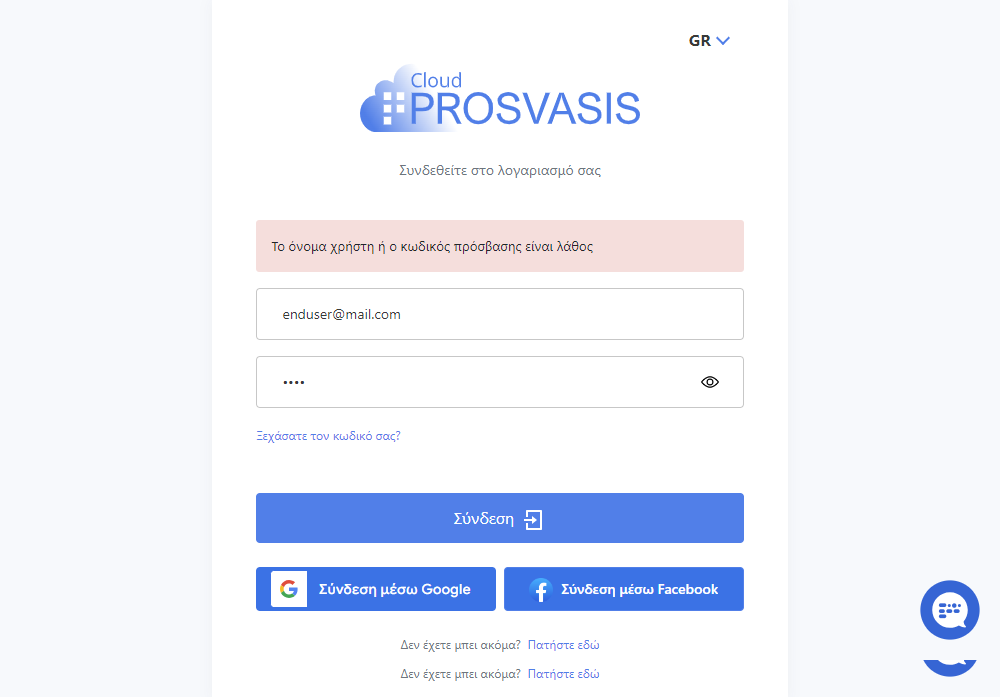 GR
Cloud
PROSVASIS
Συνδεθείτε στο λογαριασμό σας
Το όνομα χρήστη ή ο κωδικός πρόσβασης είναι λάθος
enduser@mail.com
••••
Ξεχάσατε τον κωδικό σας?
Σύνδεση
Σύνδεση μέσω Google
Σύνδεση μέσω Facebook
Δεν έχετε μπει ακόμα? Πατήστε εδώ
Δεν έχετε μπει ακόμα? Πατήστε εδώ